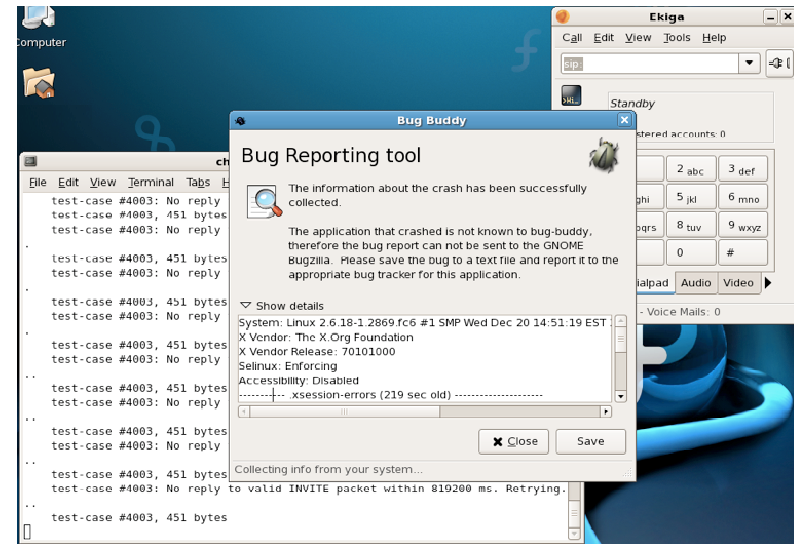 Computer
Ekiga
Call Edit View Tools Help
sip:
Standby
stered accounts: 0
2 abc 3 def
ghi 5 jkl 6 mno
pqrs 8 tuv 9 wxyz
0 #
ialpad Audio Video
- Voice Mails: 0
Bug Buddy
Bug Reporting tool
The information about the crash has been successfully
collected.
The application that crashed is not known to bug-buddy,
therefore the bug report can not be sent to the GNOME
Bugzilla. Please save the bug to a text file and report it to the
appropriate bug tracker for this application.
Show details
System: Linux 2.6.18-1.2869.fc6 #1 SMP Wed Dec 20 14:51:19 EST
X Vendor: The X.Org Foundation
X Vendor Release: 70101000
Selinux: Enforcing
Accessibility: Disabled
----------- .xsession-errors (219 sec old) ---------------------
Close Save
Collecting info from your system...
ch
File Edit View Terminal Tabs H
test-case #4003: No reply
test-case #4003, 451 bytes
test-case #4003: No reply
.
test-case #4003, 451 bytes
test-case #4003: No reply
.
test-case #4003, 451 bytes
test-case #4003: No reply
.
test-case #4003, 451 bytes
test-case #4003: No reply
..
test-case #4003, 451 bytes
test-case #4003: No reply
..
test-case #4003, 451 bytes
test-case #4003: No reply
..
test-case #4003, 451 bytes
test-case #4003: No reply to valid INVITE packet within 819200 ms. Retrying.
..
test-case #4003, 451 bytes